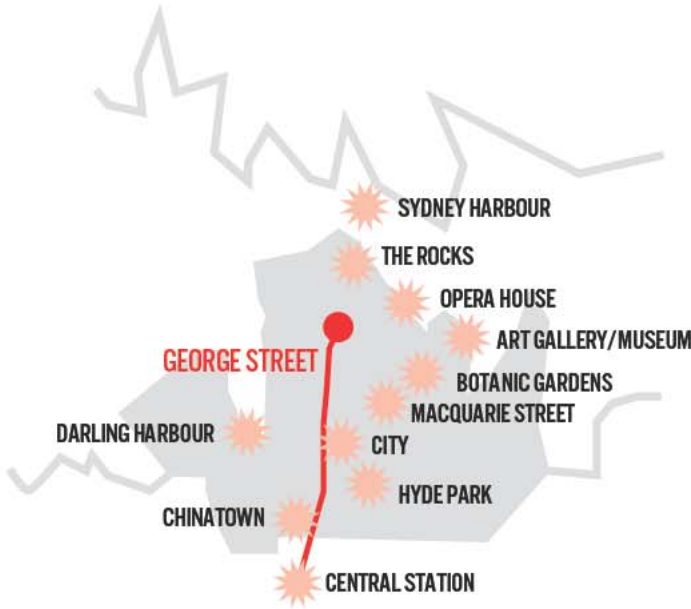 SYDNEY HARBOUR
THE ROCKS
OPERA HOUSE
ART GALLERY/MUSEUM
GEORGE STREET
BOTANIC GARDENS
MACQUARIE STREET
DARLING HARBOUR
CITY
HYDE PARK
CHINATOWN
CENTRAL STATION